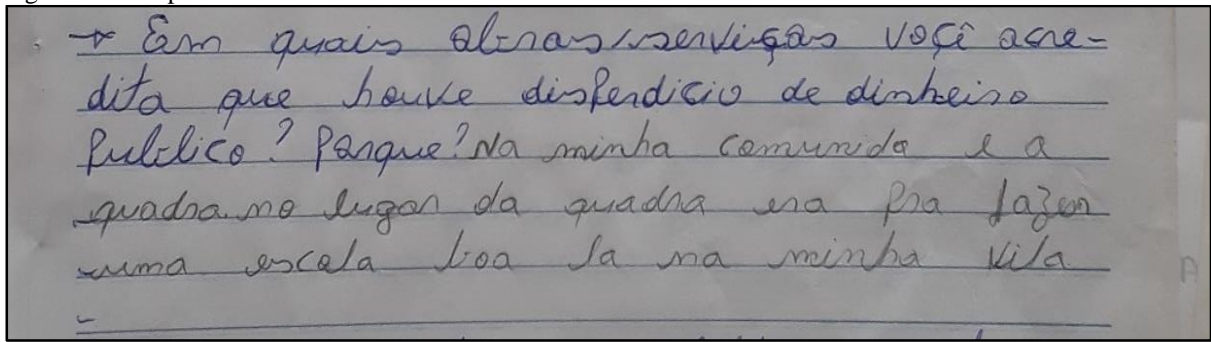 → Em quais obras/serviços você acre-
dita que houve disperdicio de dinheiro
Publico? Porque? Na minha comunida e a
quadra no lugar da quadra era pra fazer
uma escola boa la na minha vila